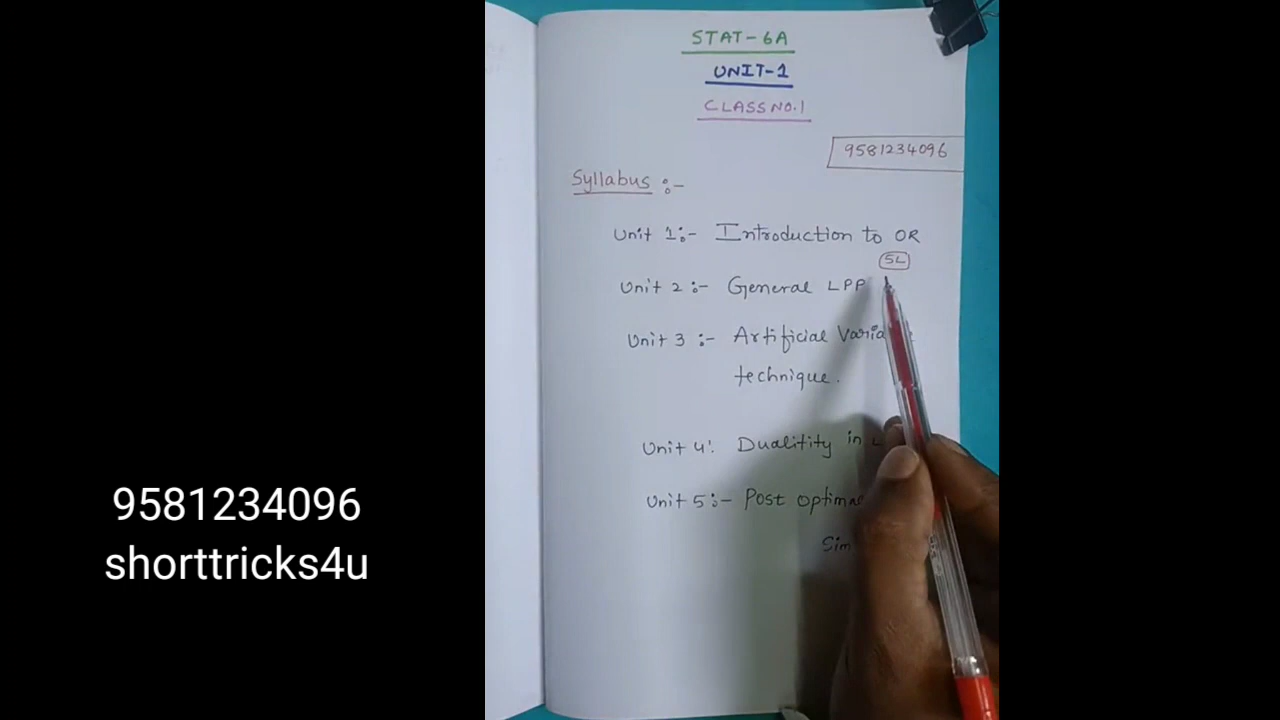 STAT-6A
UNIT-1
CLASS NO.1
9581234096
Syllabus :-
Unit 1:- Introduction to OR
5L
Unit 2:- General LPP
Unit 3:- Artificial
technique.
Unit 4: Dualitity in
Unit 5:- Post
9581234096
shorttricks4u